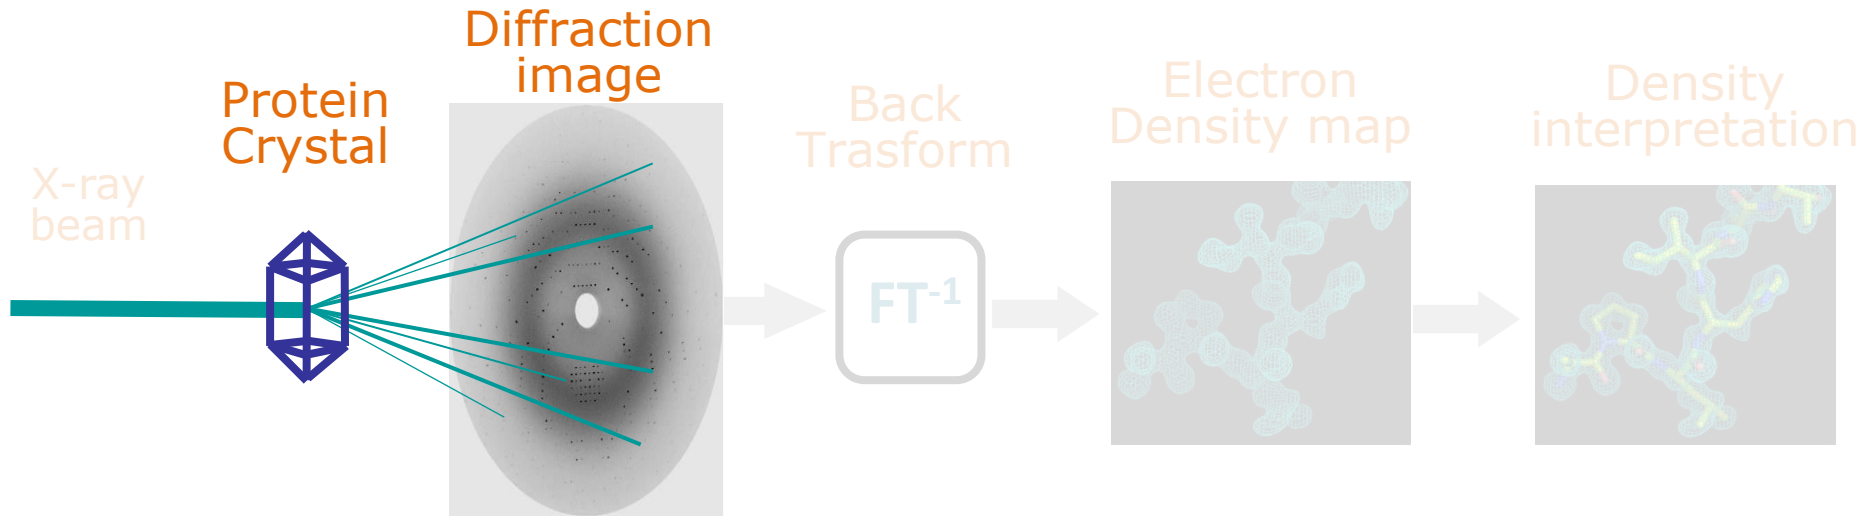 X-ray
beam
Protein
Crystal
Diffraction
image
Back
Trasform
FT-1
Electron
Density map
Density
interpretation